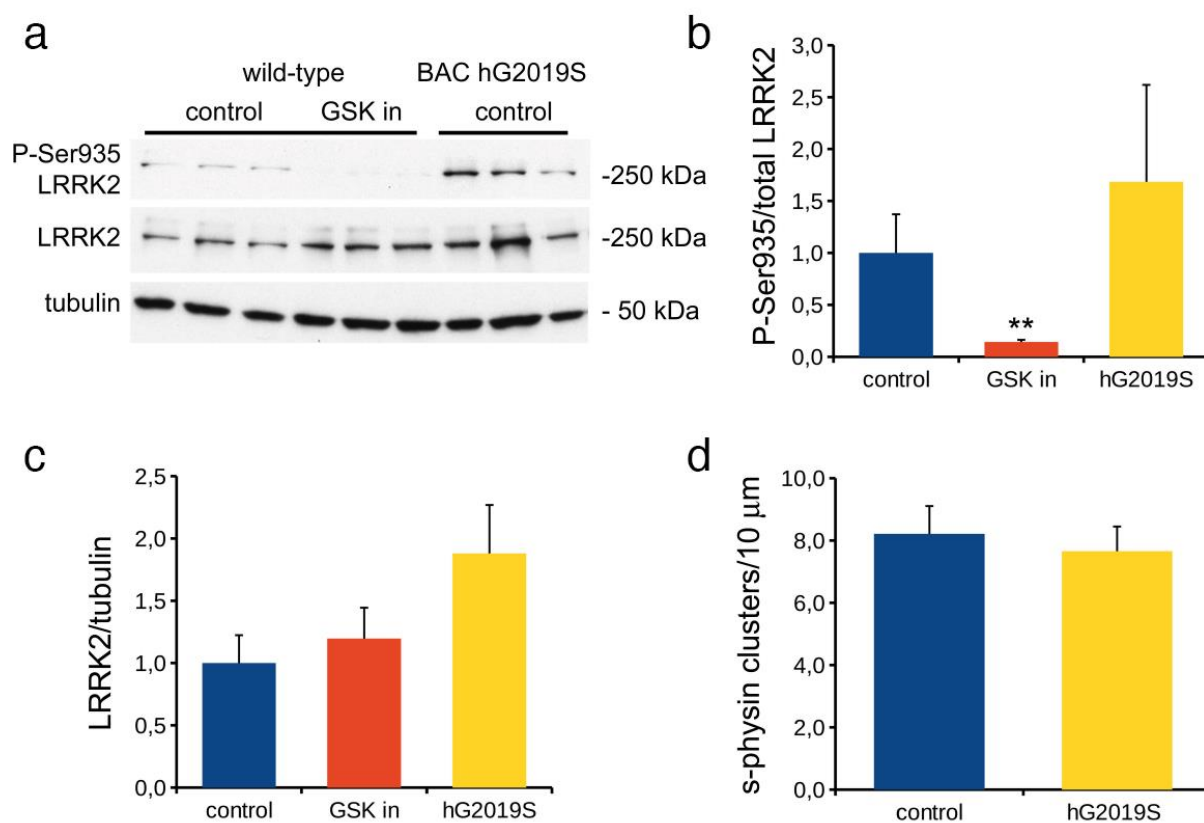 a
wild-type BAC hG2019S
control GSK in control
P-Ser935
LRRK2
-250 kDa
LRRK2
-250 kDa
tubulin
- 50 kDa
b
P-Ser935/total LRRK2
3,0
2,5
2,0
1,5
1,0
0,5
0,0
**
control GSK in hG2019S
c
LRRK2/tubulin
2,5
2,0
1,5
1,0
0,5
0,0
control GSK in hG2019S
d
s-physin clusters/10 μm
10,0
8,0
6,0
4,0
2,0
0,0
control hG2019S